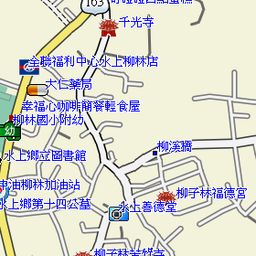 163
千光寺
全聯福利中心水上柳林店
大仁藥局
幸福心咖啡簡餐輕食屋
柳林國小附幼
幼
水上鄉立圖書館
柳溪橋
中油柳林加油站
柳子林福德宮
水上鄉第十四公墓
水上善德堂